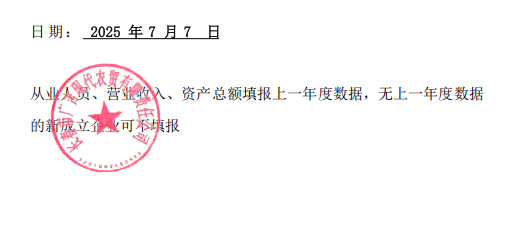 日期： 2025 年 7 月 7 日
从业人员、营业收入、资产总额填报上一年度数据，无上一年度数据
的新成立企业可不填报